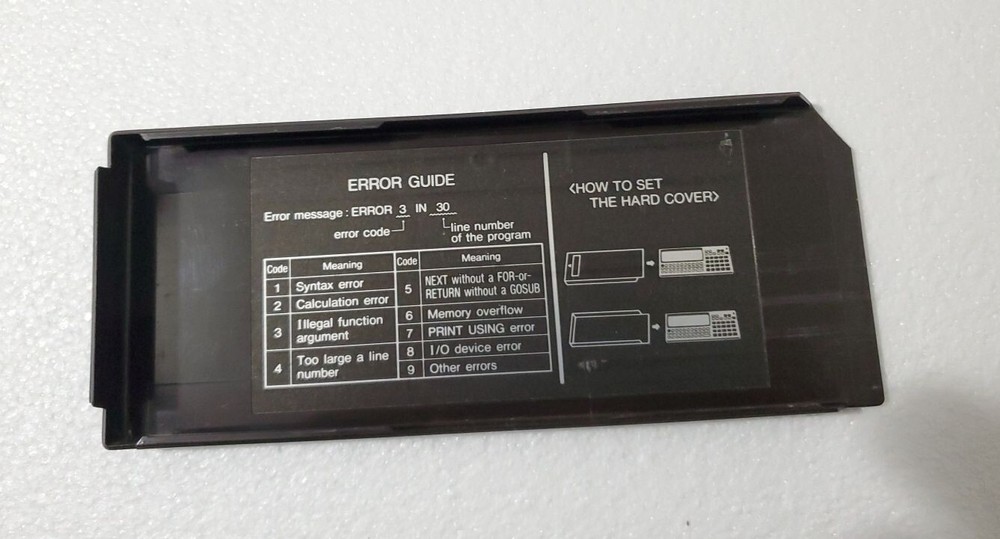 ERROR GUIDE
Error message : ERROR 3 IN 30
error code
line number
of the program
Code Meaning
1 Syntax error
2 Calculation error
3 Illegal function
argument
4 Too large a line
number
Code Meaning
5 NEXT without a FOR-or-
RETURN without a GOSUB
6 Memory overflow
7 PRINT USING error
8 I/O device error
9 Other errors
<HOW TO SET
THE HARD COVER>